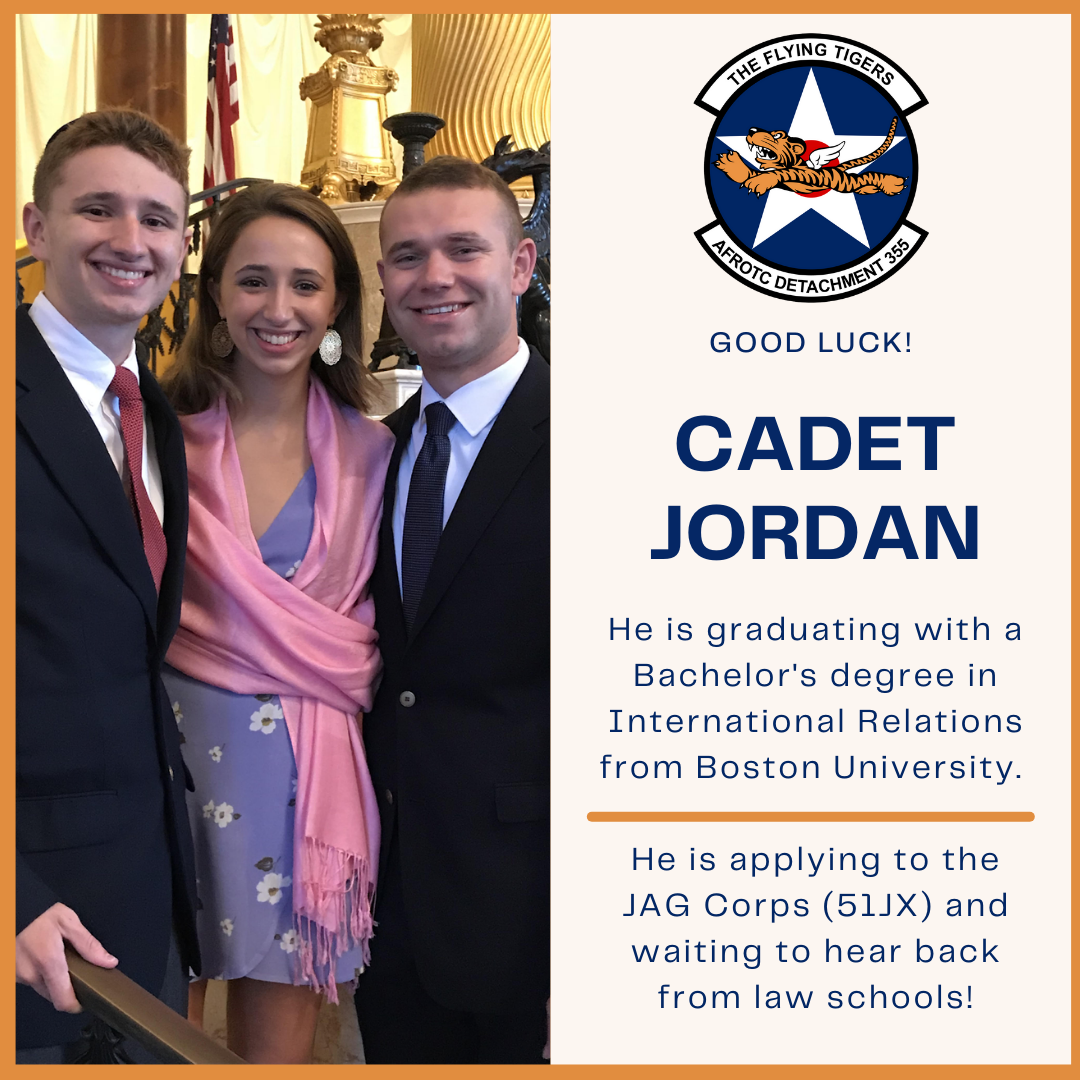 THE FLYING TIGERS
AFROTC DETACHMENT 355
GOOD LUCK!
CADET
JORDAN
He is graduating with a
Bachelor's degree in
International Relations
from Boston University.
He is applying to the
JAG Corps (51JX) and
waiting to hear back
from law schools!